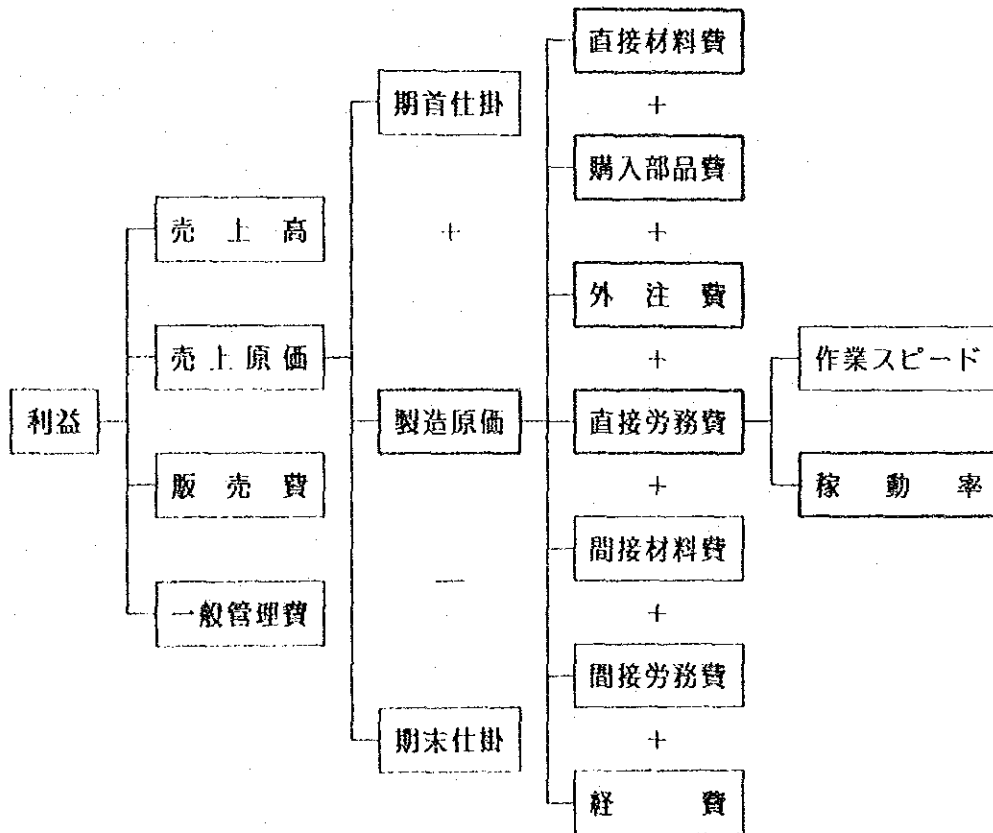 利益
売上高
売上原価
販売費
一般管理費
期首仕掛
+
製造原価
−
期末仕掛
直接材料費
+
購入部品費
+
外注費
+
直接労務費
+
間接材料費
+
間接労務費
+
経費
作業スピード
稼動率